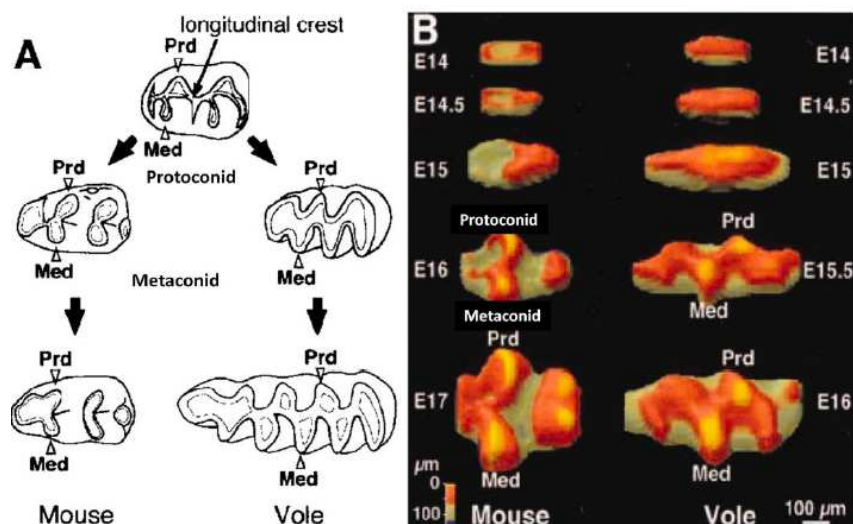 A
longitudinal crest
Prd
Med
Protoconid
Prd
Prd
Med
Med
Metaconid
Prd
Prd
Med
Med
Mouse
Vole
B
E14
E14
E14.5
E14.5
E15
E15
Protoconid
Prd
E16
E15.5
Metaconid
Med
Prd
Prd
E17
E16
Med
Med
µm
0
100
Mouse
Vole
100 µm